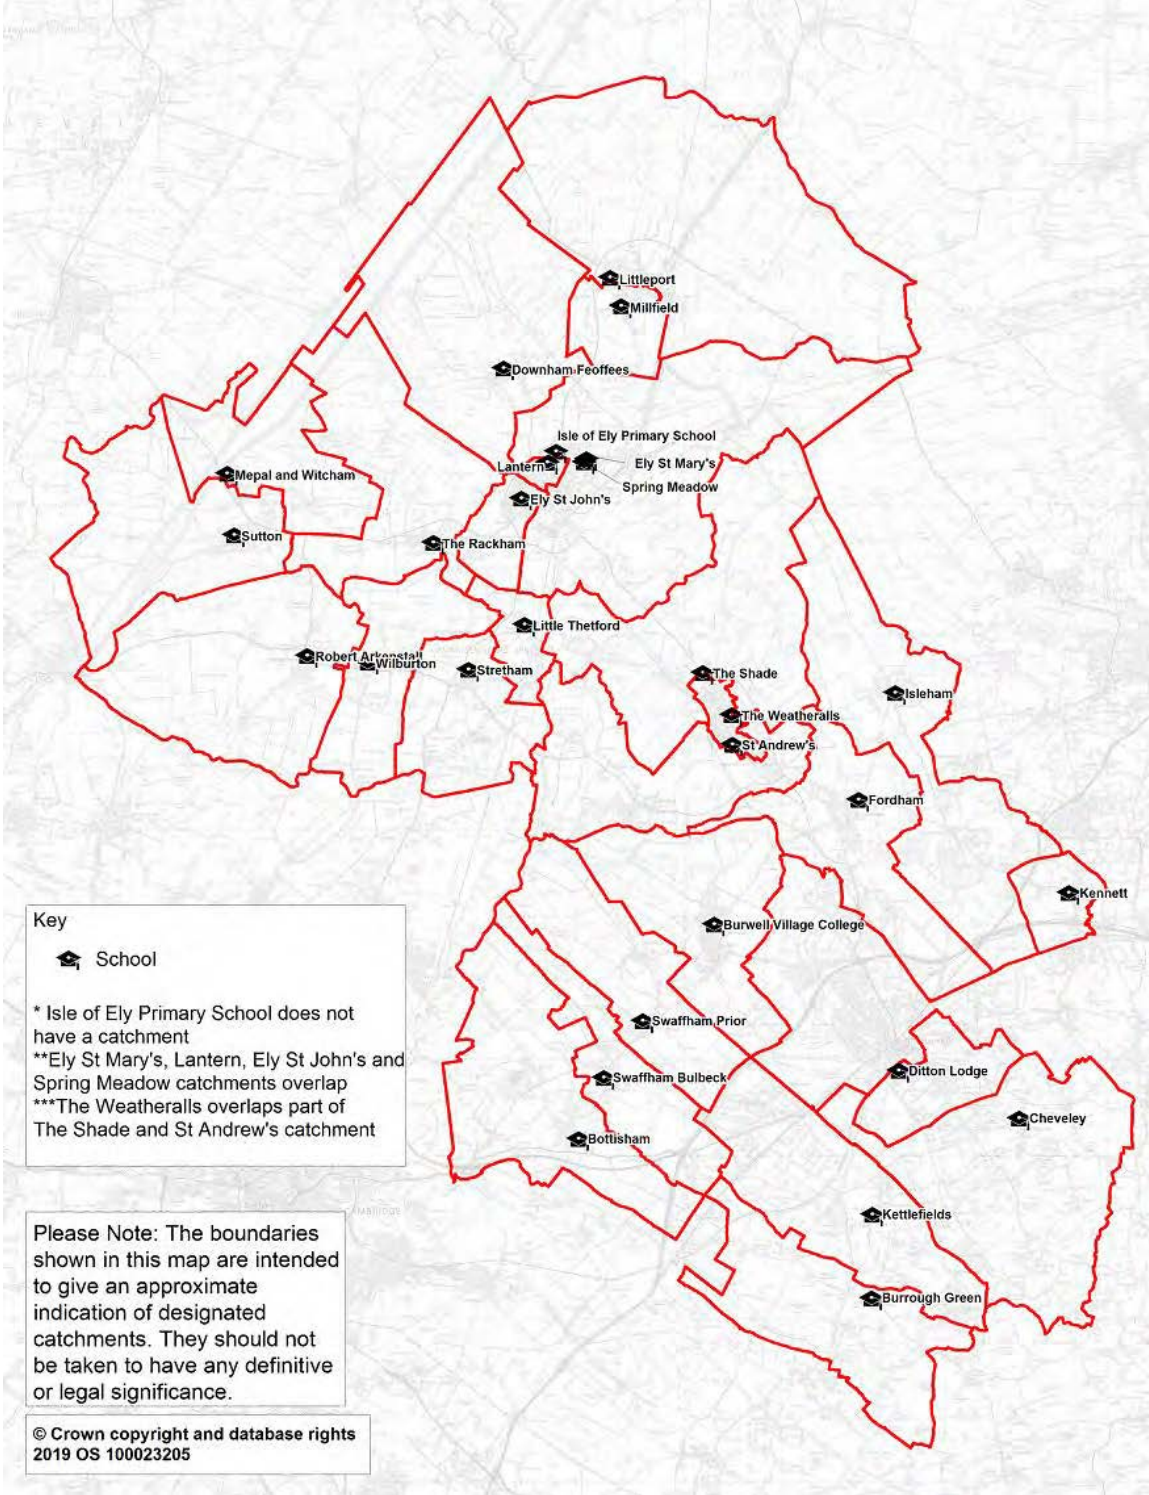 Littleport
Millfield
Downham Feoffees
Isle of Ely Primary School
Lantern
Ely St Mary's
Mepal and Witcham
Spring Meadow
Ely St John's
Sutton
The Rackham
Little Thetford
Robert Arkenstall
Wilburton
Stretham
The Shade
Isleham
The Weatheralls
St Andrew's
Fordham
Kennett
Burwell Village College
Swaffham Prior
Ditton Lodge
Swaffham Bulbeck
Cheveley
Bottisham
Kettlefields
Burrough Green
Key
School
* Isle of Ely Primary School does not
have a catchment
**Ely St Mary's, Lantern, Ely St John's and
Spring Meadow catchments overlap
***The Weatheralls overlaps part of
The Shade and St Andrew's catchment
Please Note: The boundaries
shown in this map are intended
to give an approximate
indication of designated
catchments. They should not
be taken to have any definitive
or legal significance.
© Crown copyright and database rights
2019 OS 100023205